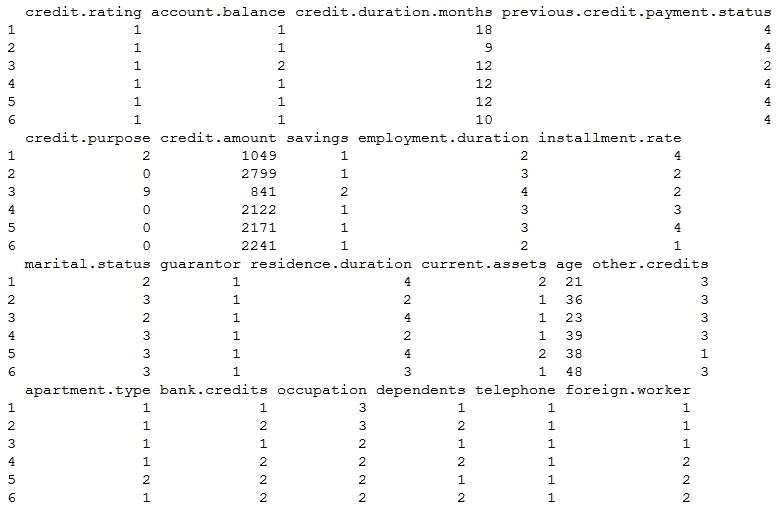 credit.rating account.balance credit.duration.months previous.credit.payment.status
1 1 1 18 4
2 1 1 9 4
3 1 2 12 2
4 1 1 12 4
5 1 1 12 4
6 1 1 10 4
credit.purpose credit.amount savings employment.duration installment.rate
1 2 1049 1 2 4
2 0 2799 1 3 2
3 9 841 2 4 2
4 0 2122 1 3 3
5 0 2171 1 3 4
6 0 2241 1 2 1
marital.status guarantor residence.duration current.assets age other.credits
1 2 1 4 2 21 3
2 3 1 2 1 36 3
3 2 1 4 1 23 3
4 3 1 2 1 39 3
5 3 1 4 2 38 1
6 3 1 3 1 48 3
apartment.type bank.credits occupation dependents telephone foreign.worker
1 1 1 3 1 1 1
2 1 2 3 2 1 1
3 1 1 2 1 1 1
4 1 2 2 2 1 2
5 2 2 2 1 1 2
6 1 2 2 2 1 2